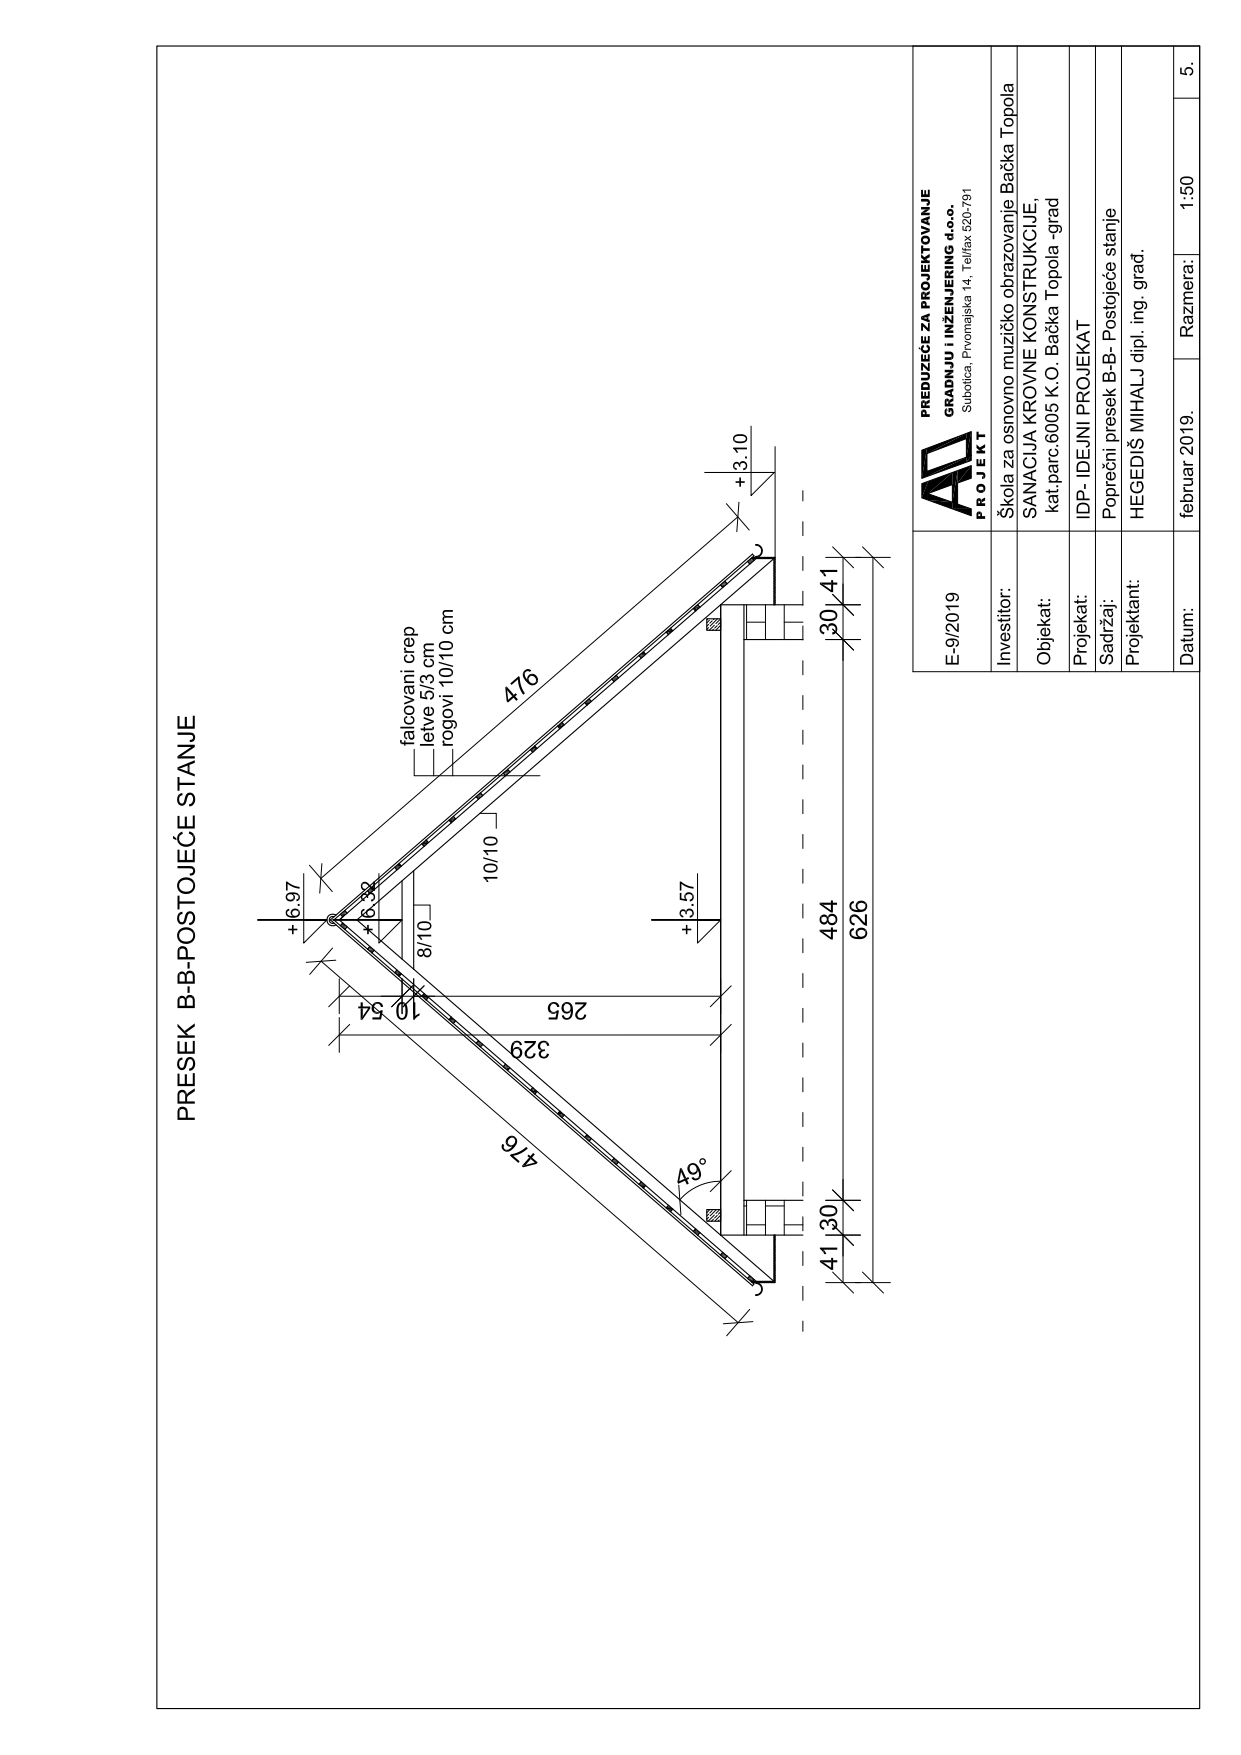 PRESEK B-B-POSTOJEĆE STANJE
+ 6.97
+ 6.32
8/10
10/10
falcovani crep
letve 5/3 cm
rogovi 10/10 cm
476
476
54
10
265
329
49°
+ 3.57
+ 3.10
41
30
484
30
41
626
E-9/2019
AD
PROJEKT
PREDUZEĆE ZA PROJEKTOVANJE
GRADNJU i INŽENJERING d.o.o.
Subotica, Prvomajska 14, Tel/fax 520-791
Investitor: Škola za osnovno muzičko obrazovanje Bačka Topola
Objekat: SANACIJA KROVNE KONSTRUKCIJE,
kat.parc.6005 K.O. Bačka Topola -grad
Projekat: IDP- IDEJNI PROJEKAT
Sadržaj: Poprečni presek B-B- Postojeće stanje
Projektant: HEGEDIŠ MIHALJ dipl. ing. građ.
Datum: februar 2019. Razmera: 1:50 5.